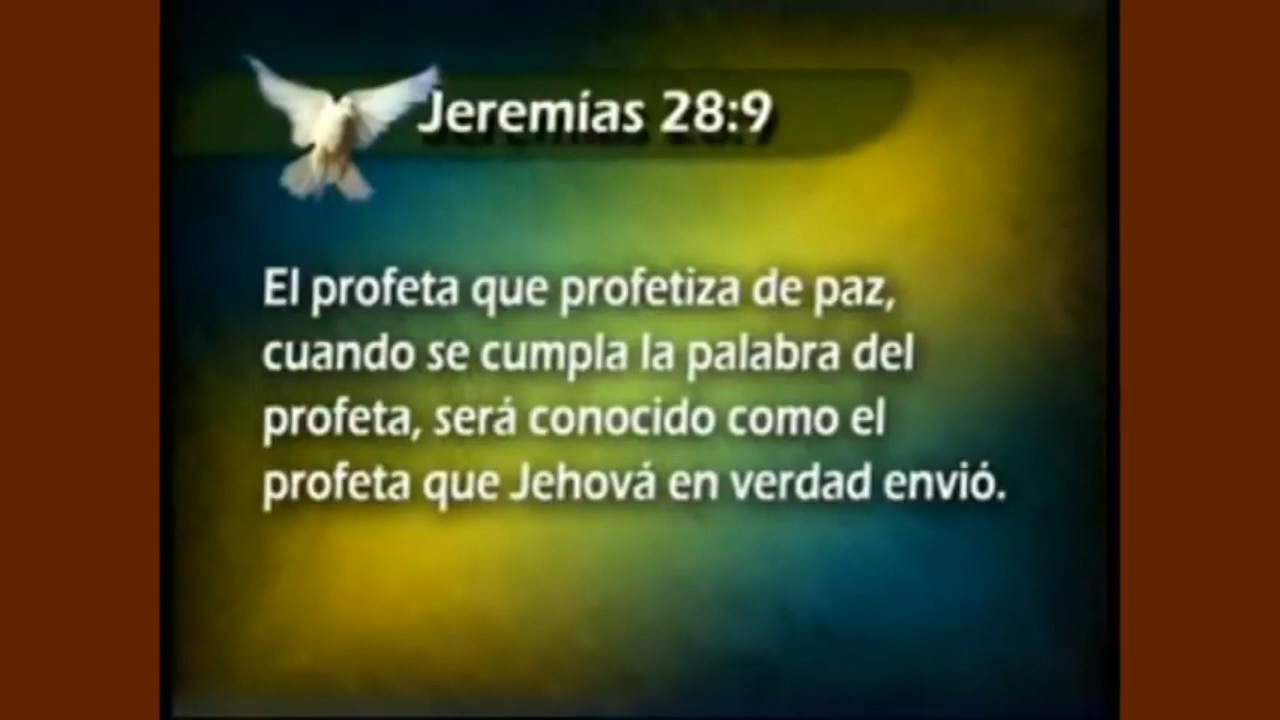 Jeremías 28:9
El profeta que profetiza de paz,
cuando se cumpla la palabra del
profeta, será conocido como el
profeta que Jehová en verdad envió.